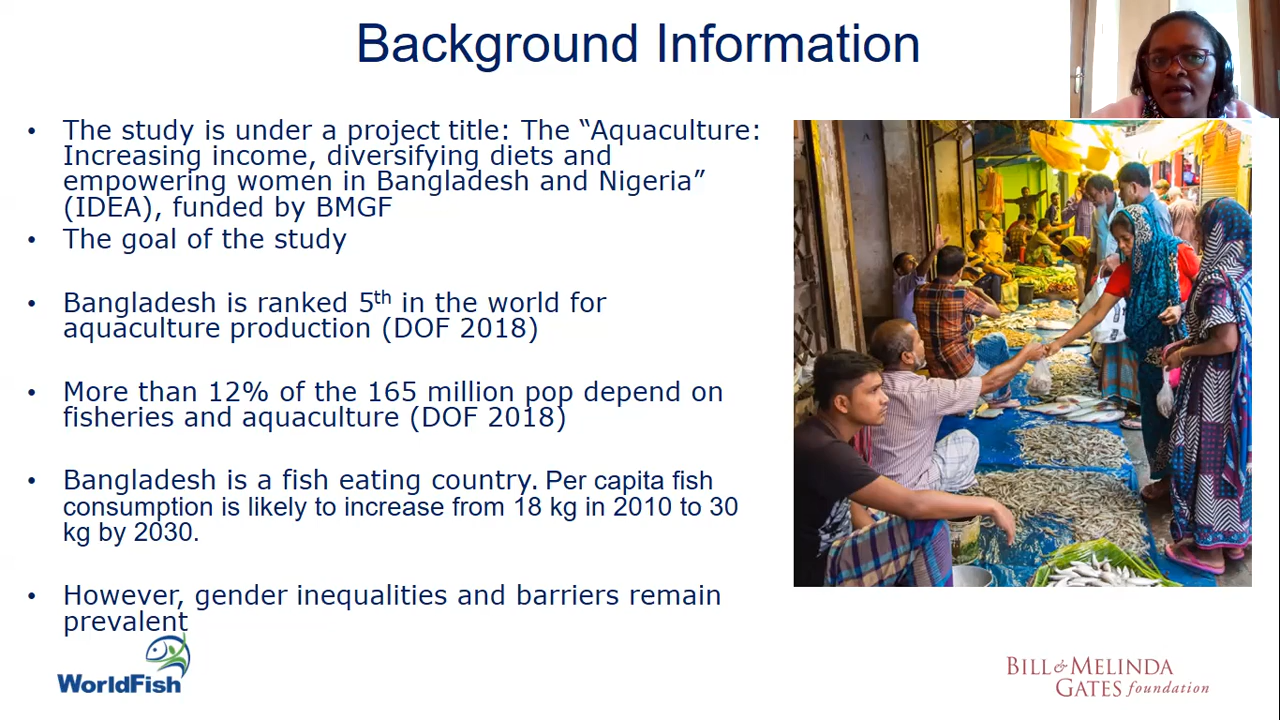 Background Information
• The study is under a project title: The “Aquaculture:
Increasing income, diversifying diets and
empowering women in Bangladesh and Nigeria”
(IDEA), funded by BMGF
• The goal of the study
• Bangladesh is ranked 5th in the world for
aquaculture production (DOF 2018)
• More than 12% of the 165 million pop depend on
fisheries and aquaculture (DOF 2018)
• Bangladesh is a fish eating country. Per capita fish
consumption is likely to increase from 18 kg in 2010 to 30
kg by 2030.
• However, gender inequalities and barriers remain
prevalent
WorldFish
BILL & MELINDA
GATES foundation